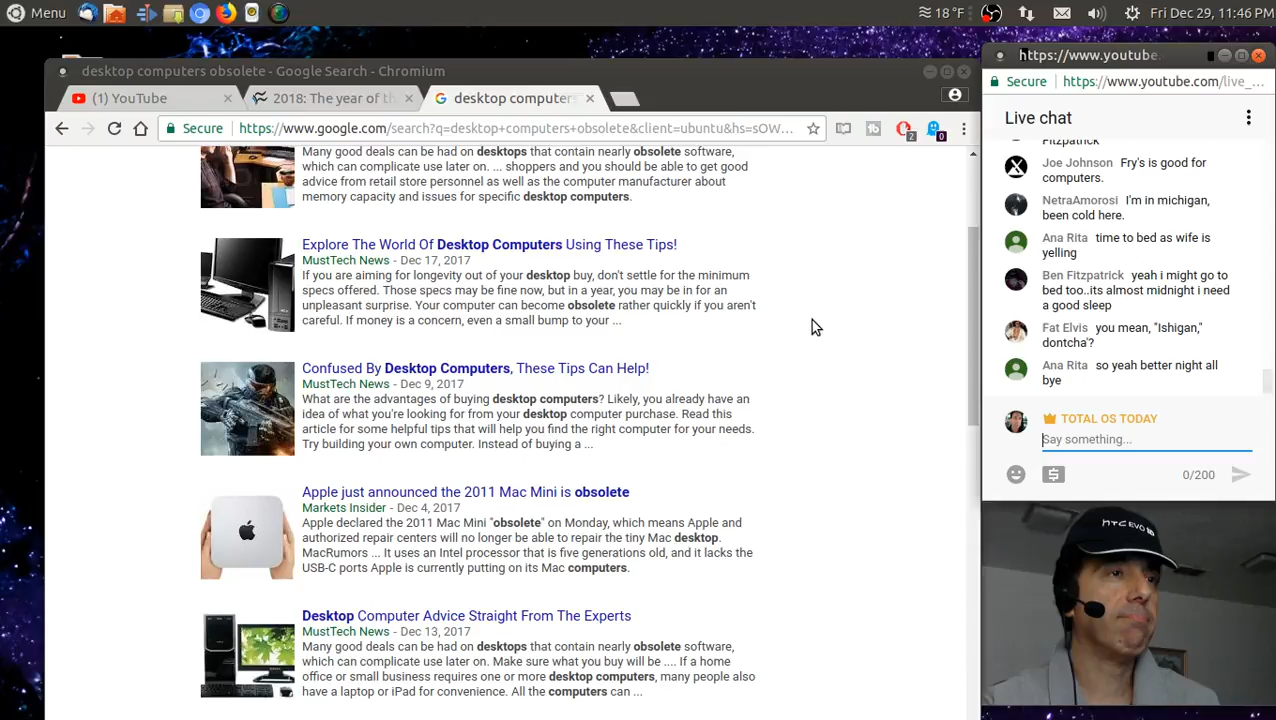 Menu
18 °F
Fri Dec 29, 11:46 PM
desktop computers obsolete - Google Search - Chromium
(1) YouTube
2018: The year of th
desktop computers
Secure
https://www.google.com/search?q=desktop+computers+obsolete&client=ubuntu&hs=sOW...
2
0
Many good deals can be had on desktops that contain nearly obsolete software,
which can complicate use later on. ... shoppers and you should be able to get good
advice from retail store personnel as well as the computer manufacturer about
memory capacity and issues for specific desktop computers.
Explore The World Of Desktop Computers Using These Tips!
MustTech News - Dec 17, 2017
If you are aiming for longevity out of your desktop buy, don't settle for the minimum
specs offered. Those specs may be fine now, but in a year, you may be in for an
unpleasant surprise. Your computer can become obsolete rather quickly if you aren't
careful. If money is a concern, even a small bump to your ...
Confused By Desktop Computers, These Tips Can Help!
MustTech News - Dec 9, 2017
What are the advantages of buying desktop computers? Likely, you already have an
idea of what you're looking for from your desktop computer purchase. Read this
article for some helpful tips that will help you find the right computer for your needs.
Try building your own computer. Instead of buying a ...
Apple just announced the 2011 Mac Mini is obsolete
Markets Insider - Dec 4, 2017
Apple declared the 2011 Mac Mini "obsolete" on Monday, which means Apple and
authorized repair centers will no longer be able to repair the tiny Mac desktop.
MacRumors ... It uses an Intel processor that is five generations old, and it lacks the
USB-C ports Apple is currently putting on its Mac computers.
Desktop Computer Advice Straight From The Experts
MustTech News - Dec 13, 2017
Many good deals can be had on desktops that contain nearly obsolete software,
which can complicate use later on. Make sure what you buy will be .... If a home
office or small business requires one or more desktop computers, many people also
have a laptop or iPad for convenience. All the computers can ...
https://www.youtube.
Secure
https://www.youtube.com/live_...
Live chat
Fitzpatrick
Joe Johnson Fry's is good for
computers.
NetraAmorosi I'm in michigan,
been cold here.
Ana Rita time to bed as wife is
yelling
Ben Fitzpatrick yeah i might go to
bed too..its almost midnight i need
a good sleep
Fat Elvis you mean, "Ishigan,"
dontcha'?
Ana Rita so yeah better night all
bye
TOTAL OS TODAY
Say something...
0/200
HTC EVO